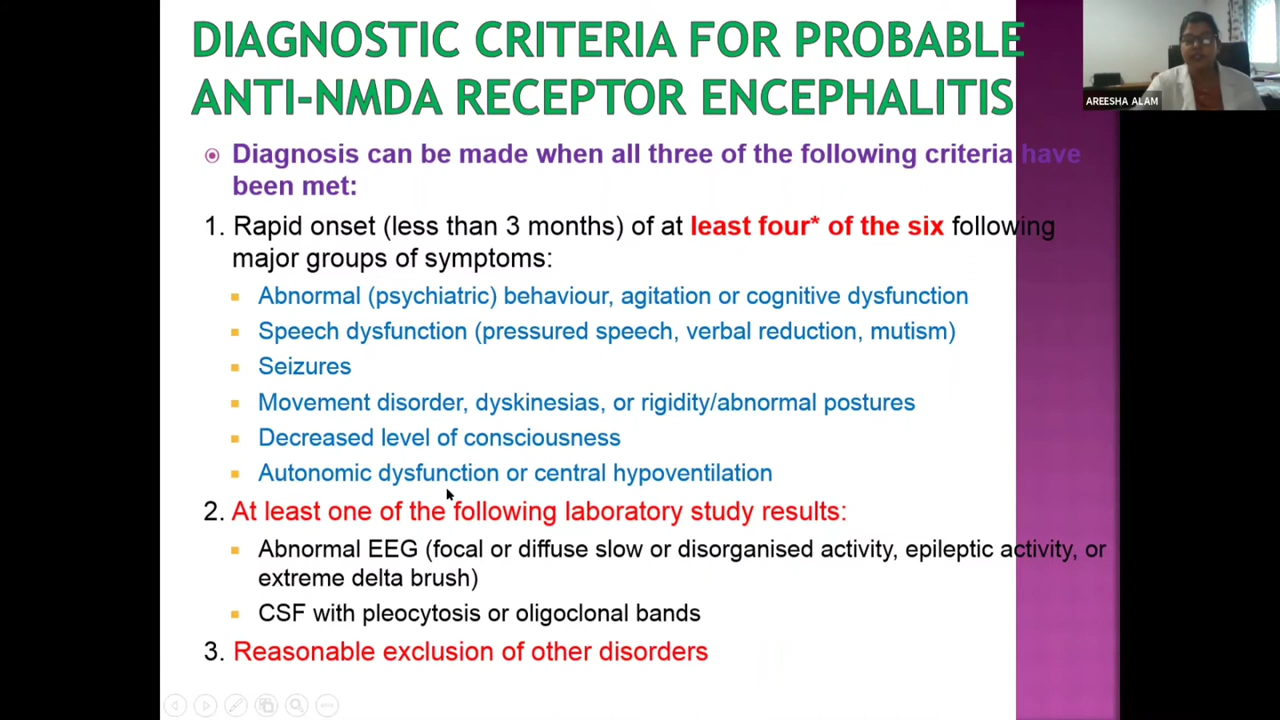 DIAGNOSTIC CRITERIA FOR PROBABLE
ANTI-NMDA RECEPTOR ENCEPHALITIS
AREESHA ALAM
Diagnosis can be made when all three of the following criteria have
been met:
1. Rapid onset (less than 3 months) of at least four* of the six following
major groups of symptoms:
Abnormal (psychiatric) behaviour, agitation or cognitive dysfunction
Speech dysfunction (pressured speech, verbal reduction, mutism)
Seizures
Movement disorder, dyskinesias, or rigidity/abnormal postures
Decreased level of consciousness
Autonomic dysfunction or central hypoventilation
2. At least one of the following laboratory study results:
Abnormal EEG (focal or diffuse slow or disorganised activity, epileptic activity, or
extreme delta brush)
CSF with pleocytosis or oligoclonal bands
3. Reasonable exclusion of other disorders